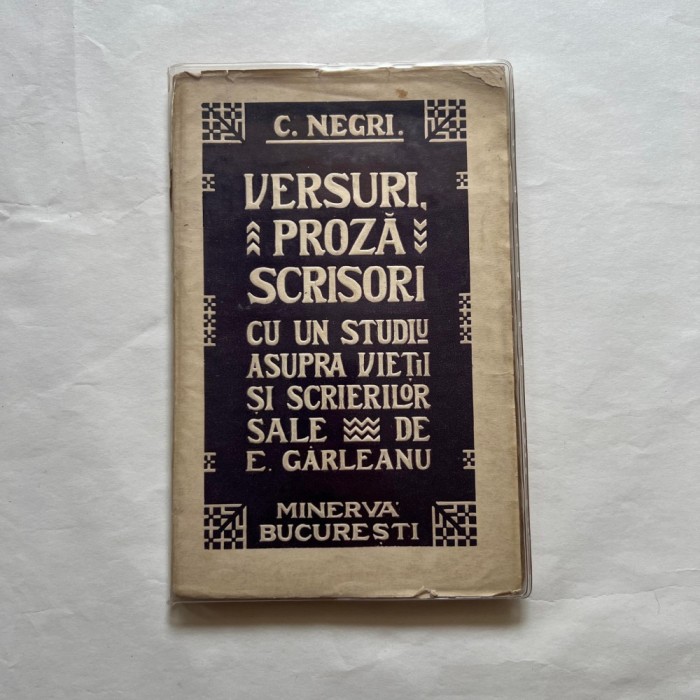 C. NEGRI.
VERSURI,
PROZĂ
SCRISORI
CU UN STUDIU
ASUPRA VIEȚII
ȘI SCRIERILOR
SALE DE
E. GÂRLEANU
MINERVA
BUCUREȘTI